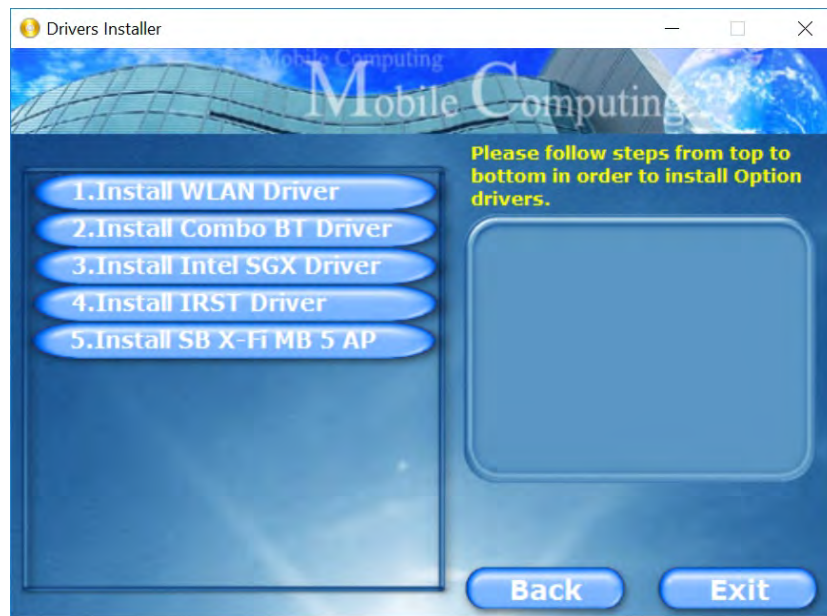 Drivers Installer
Mobile Computing
Mobile Computing
Please follow steps from top to
bottom in order to install Option
drivers.
1.Install WLAN Driver
2.Install Combo BT Driver
3.Install Intel SGX Driver
4.Install IRST Driver
5.Install SB X-Fi MB 5 AP
Back
Exit